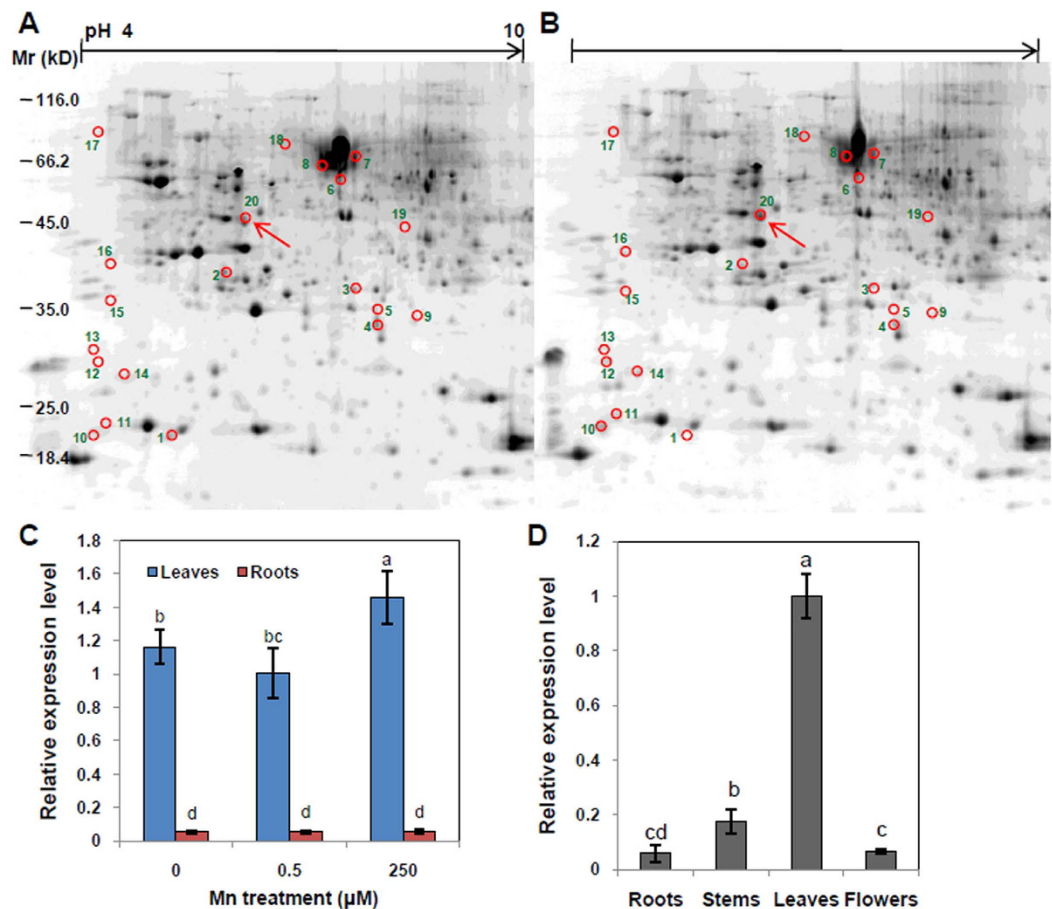 A
B
pH 4
10
Mr (kD)
116.0
66.2
45.0
35.0
25.0
18.4
17
18
8
7
6
20
19
16
2
3
15
5
4
9
13
12
14
11
10
1
17
18
8
7
6
20
19
16
2
3
15
5
4
9
13
12
14
11
10
1
C
1.8
1.6
1.4
1.2
1
0.8
0.6
0.4
0.2
0
Relative expression level
Leaves
Roots
b
bc
a
d
d
d
0
0.5
250
Mn treatment (μM)
D
1.2
1
0.8
0.6
0.4
0.2
0
Relative expression level
cd
b
a
c
Roots
Stems
Leaves
Flowers